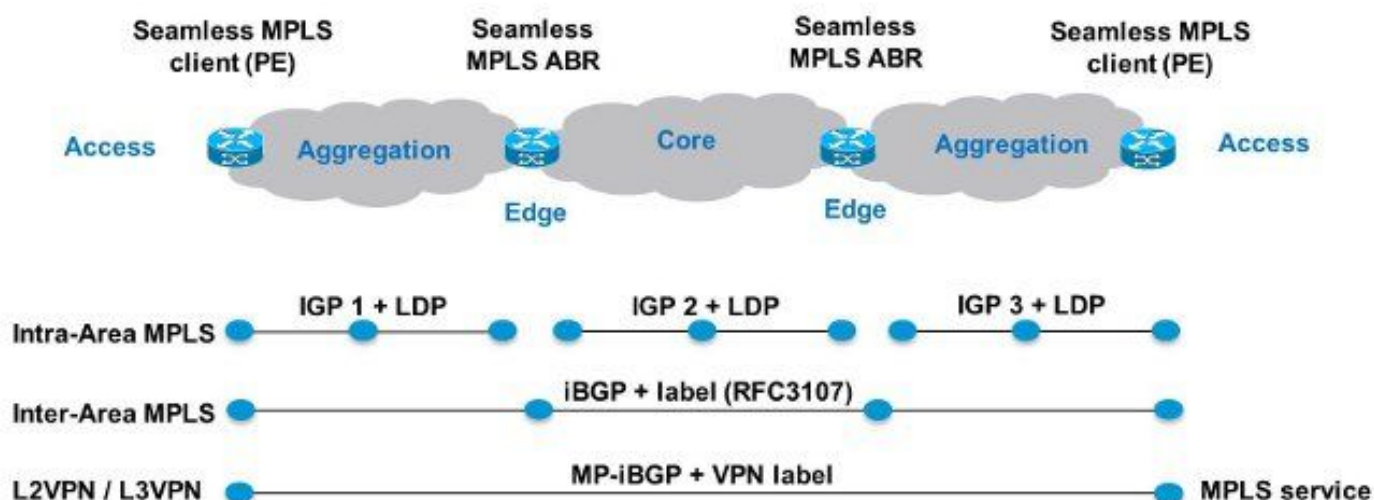 Seamless MPLS client (PE)
Seamless MPLS ABR
Seamless MPLS ABR
Seamless MPLS client (PE)
Access
Aggregation
Core
Aggregation
Access
Edge
Edge
IGP 1 + LDP
IGP 2 + LDP
IGP 3 + LDP
Intra-Area MPLS
iBGP + label (RFC3107)
Inter-Area MPLS
MP-iBGP + VPN label
L2VPN / L3VPN
MPLS service